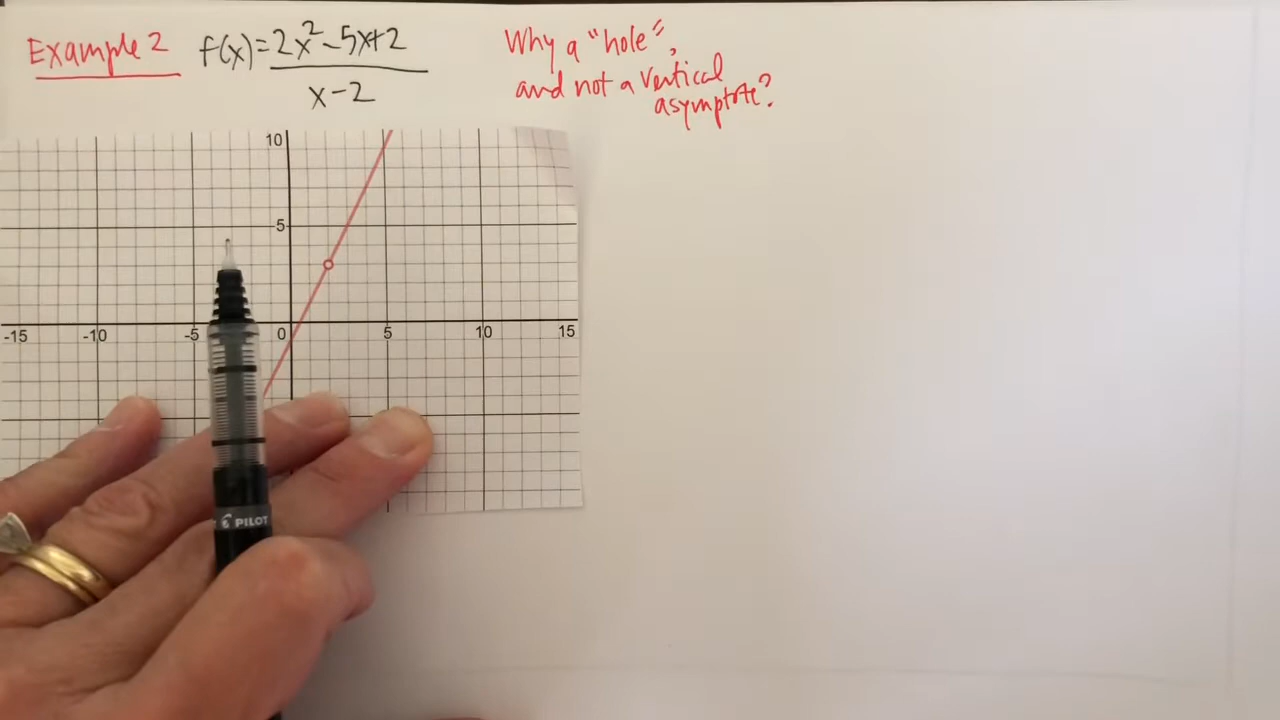 Example 2 f(x)=2x²-5x+2
x-2
Why a "hole",
and not a vertical
asymptote?
10
5
-15 -10 -5 0 5 10 15
PILOT